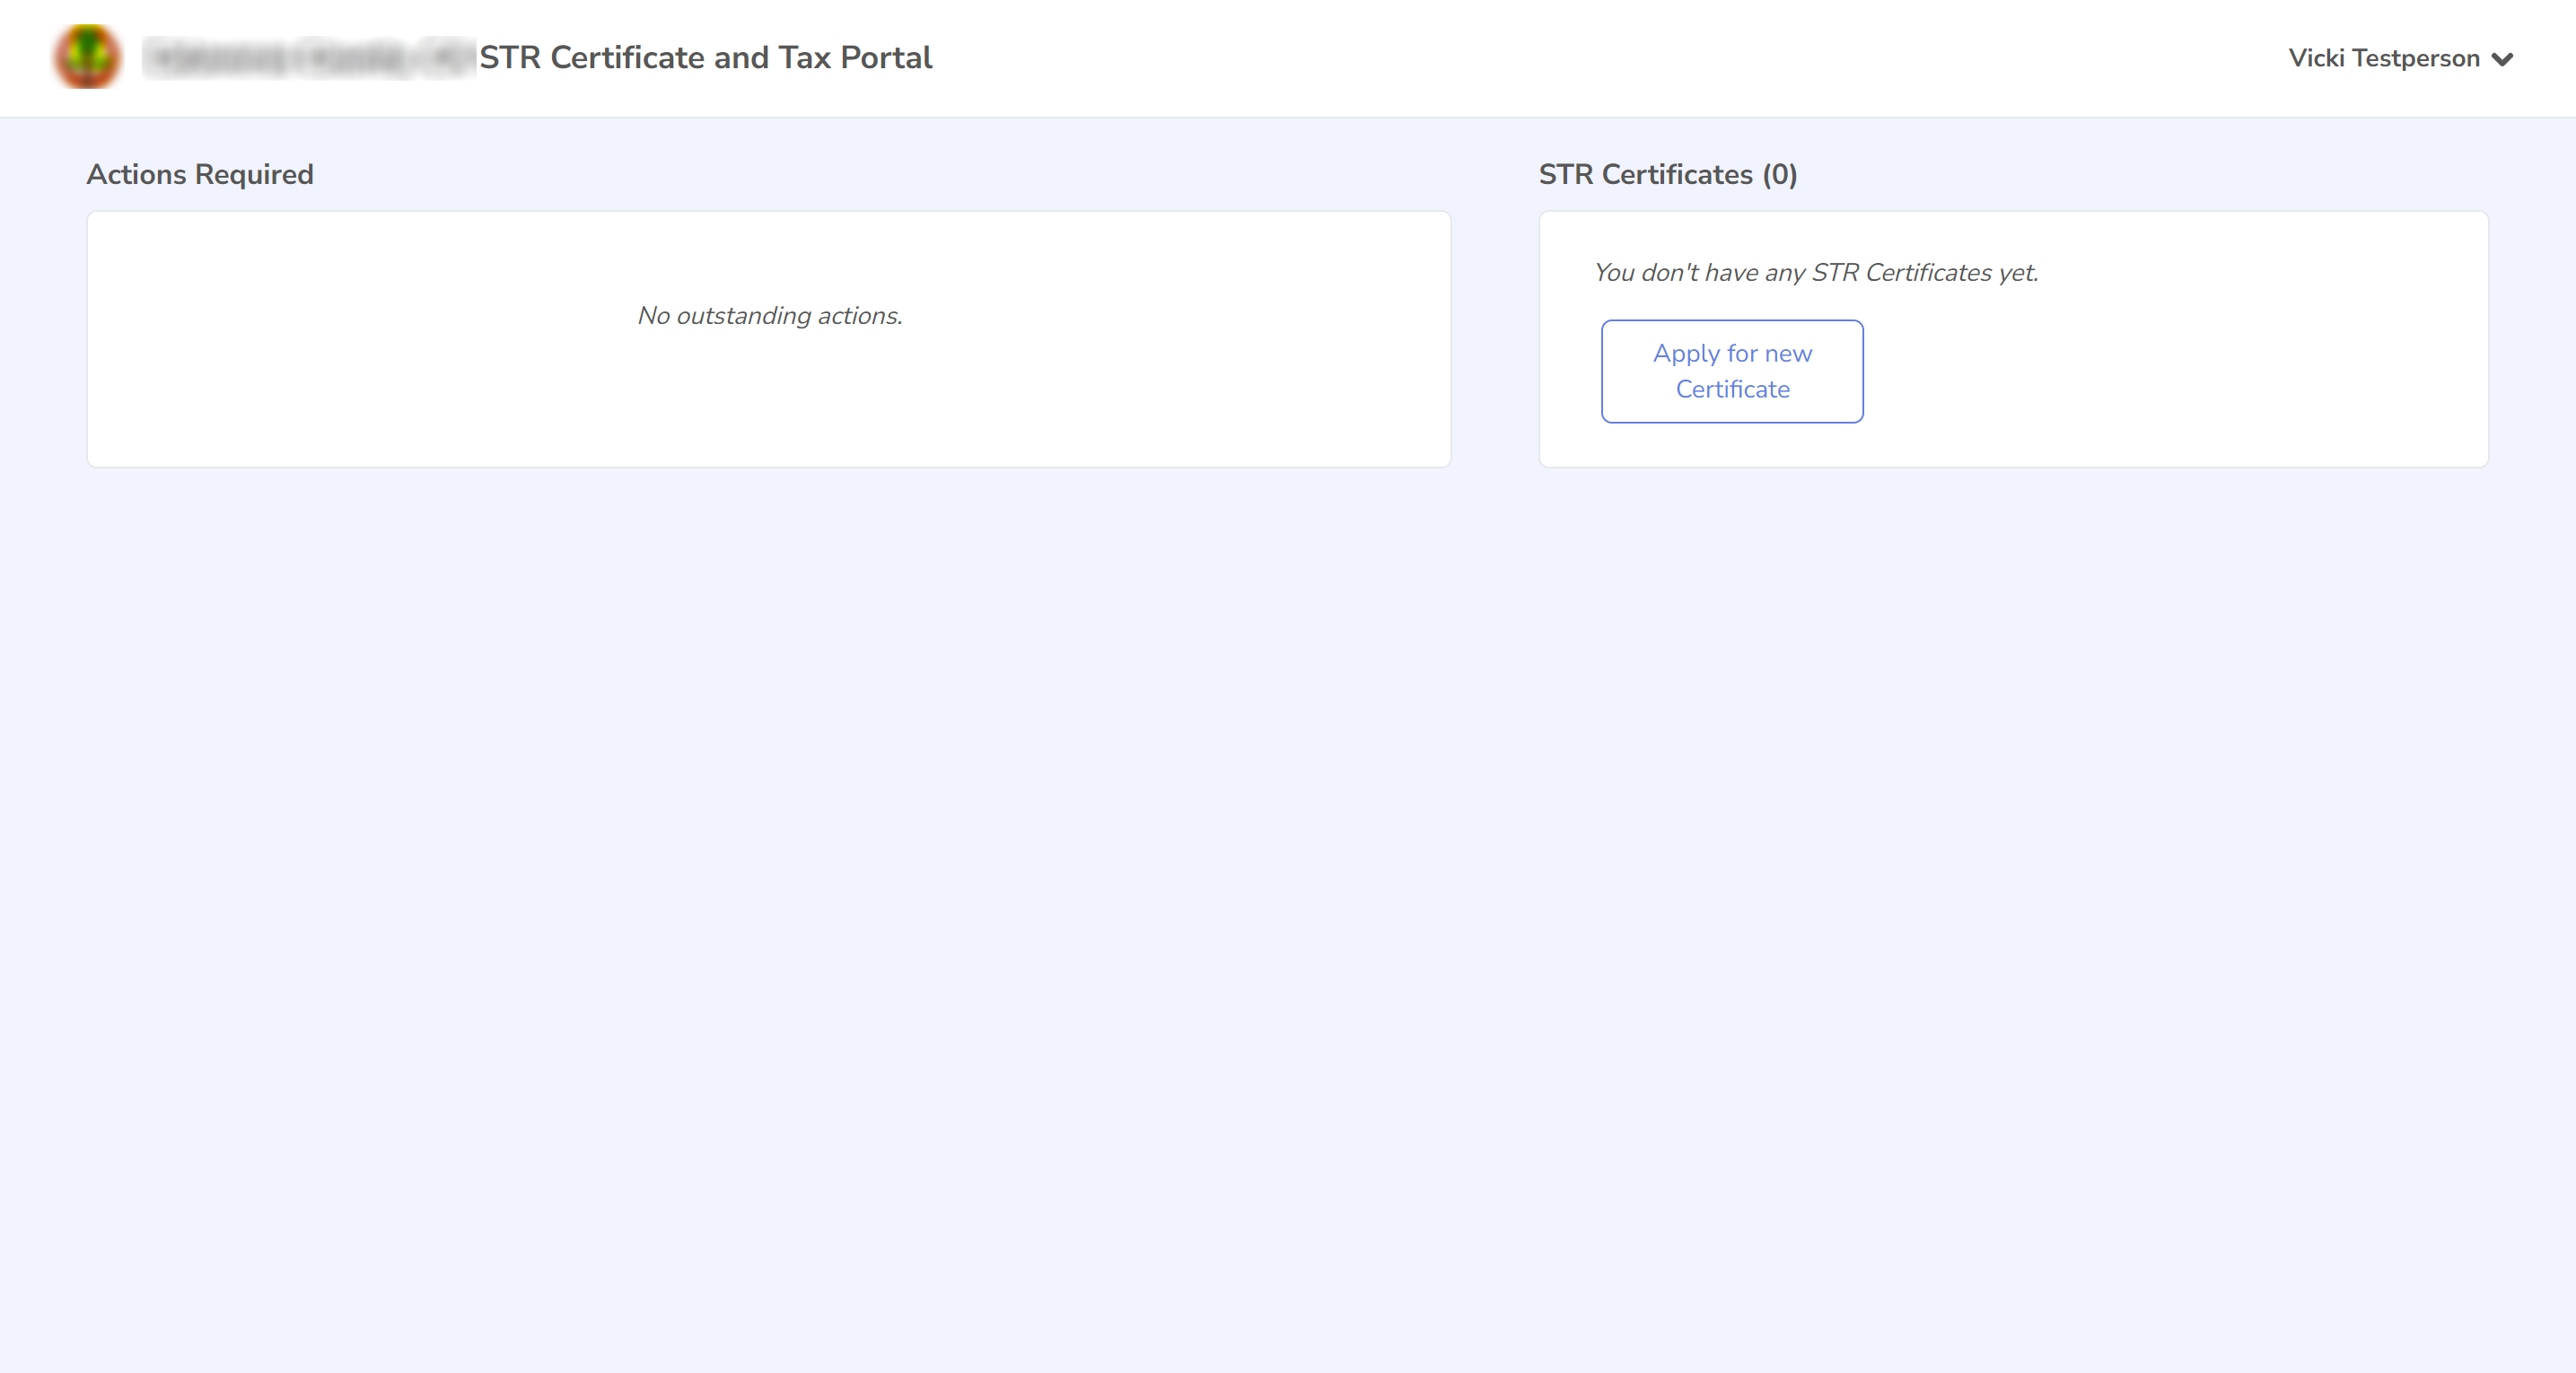 STR Certificate and Tax Portal
Vicki Testperson
Actions Required
No outstanding actions.
STR Certificates (0)
You don't have any STR Certificates yet.
Apply for new
Certificate